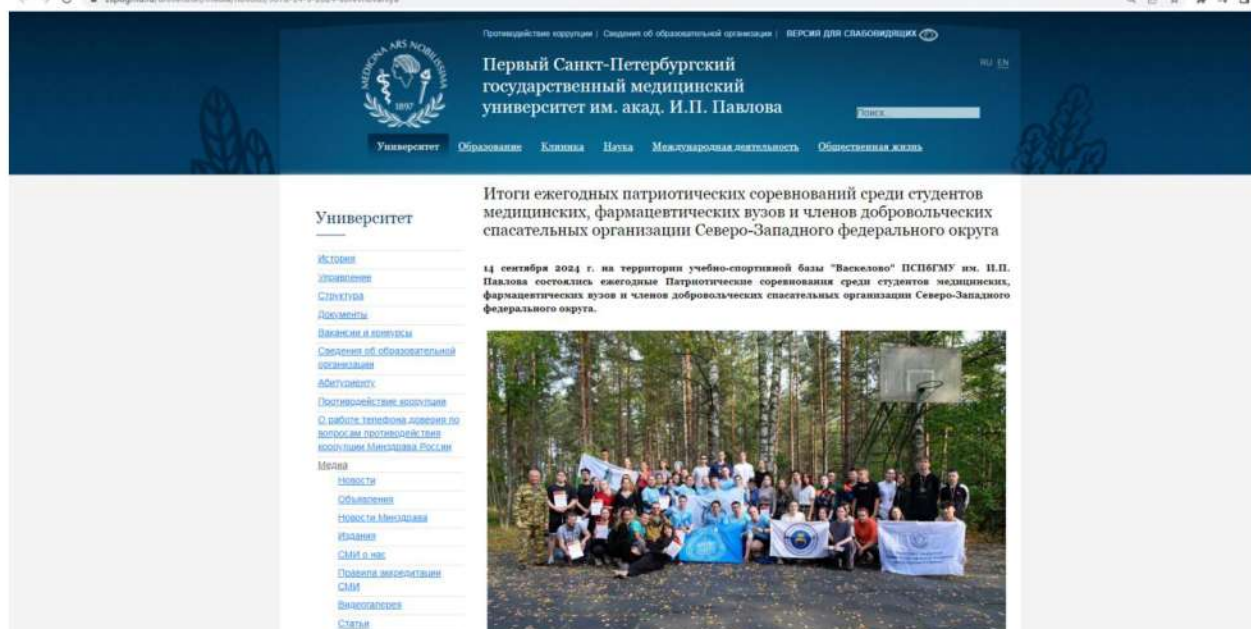 Противодействие коррупции | Сведения об образовательной организации | ВЕРСИЯ ДЛЯ СЛАБОВИДЯЩИХ
MEDICINA ARS NOBILISSIMA
1897
Первый Санкт-Петербургский
государственный медицинский
университет им. акад. И.П. Павлова
RU EN
Поиск...
Университет Образование Клиника Наука Международная деятельность Общественная жизнь
Университет
История
Управление
Структура
Документы
Вакансии и конкурсы
Сведения об образовательной
организации
Абитуриенту
Противодействие коррупции
О работе телефона доверия по
вопросам противодействия
коррупции Минздрава России
Медиа
Новости
Объявления
Новости Минздрава
Издания
СМИ о нас
Правила аккредитации
СМИ
Видеогалерея
Статьи
Итоги ежегодных патриотических соревнований среди студентов
медицинских, фармацевтических вузов и членов добровольческих
спасательных организации Северо-Западного федерального округа
14 сентября 2024 г. на территории учебно-спортивной базы "Васкелово" ПСПбГМУ им. И.П.
Павлова состоялись ежегодные Патриотические соревнования среди студентов медицинских,
фармацевтических вузов и членов добровольческих спасательных организации Северо-Западного
федерального округа.